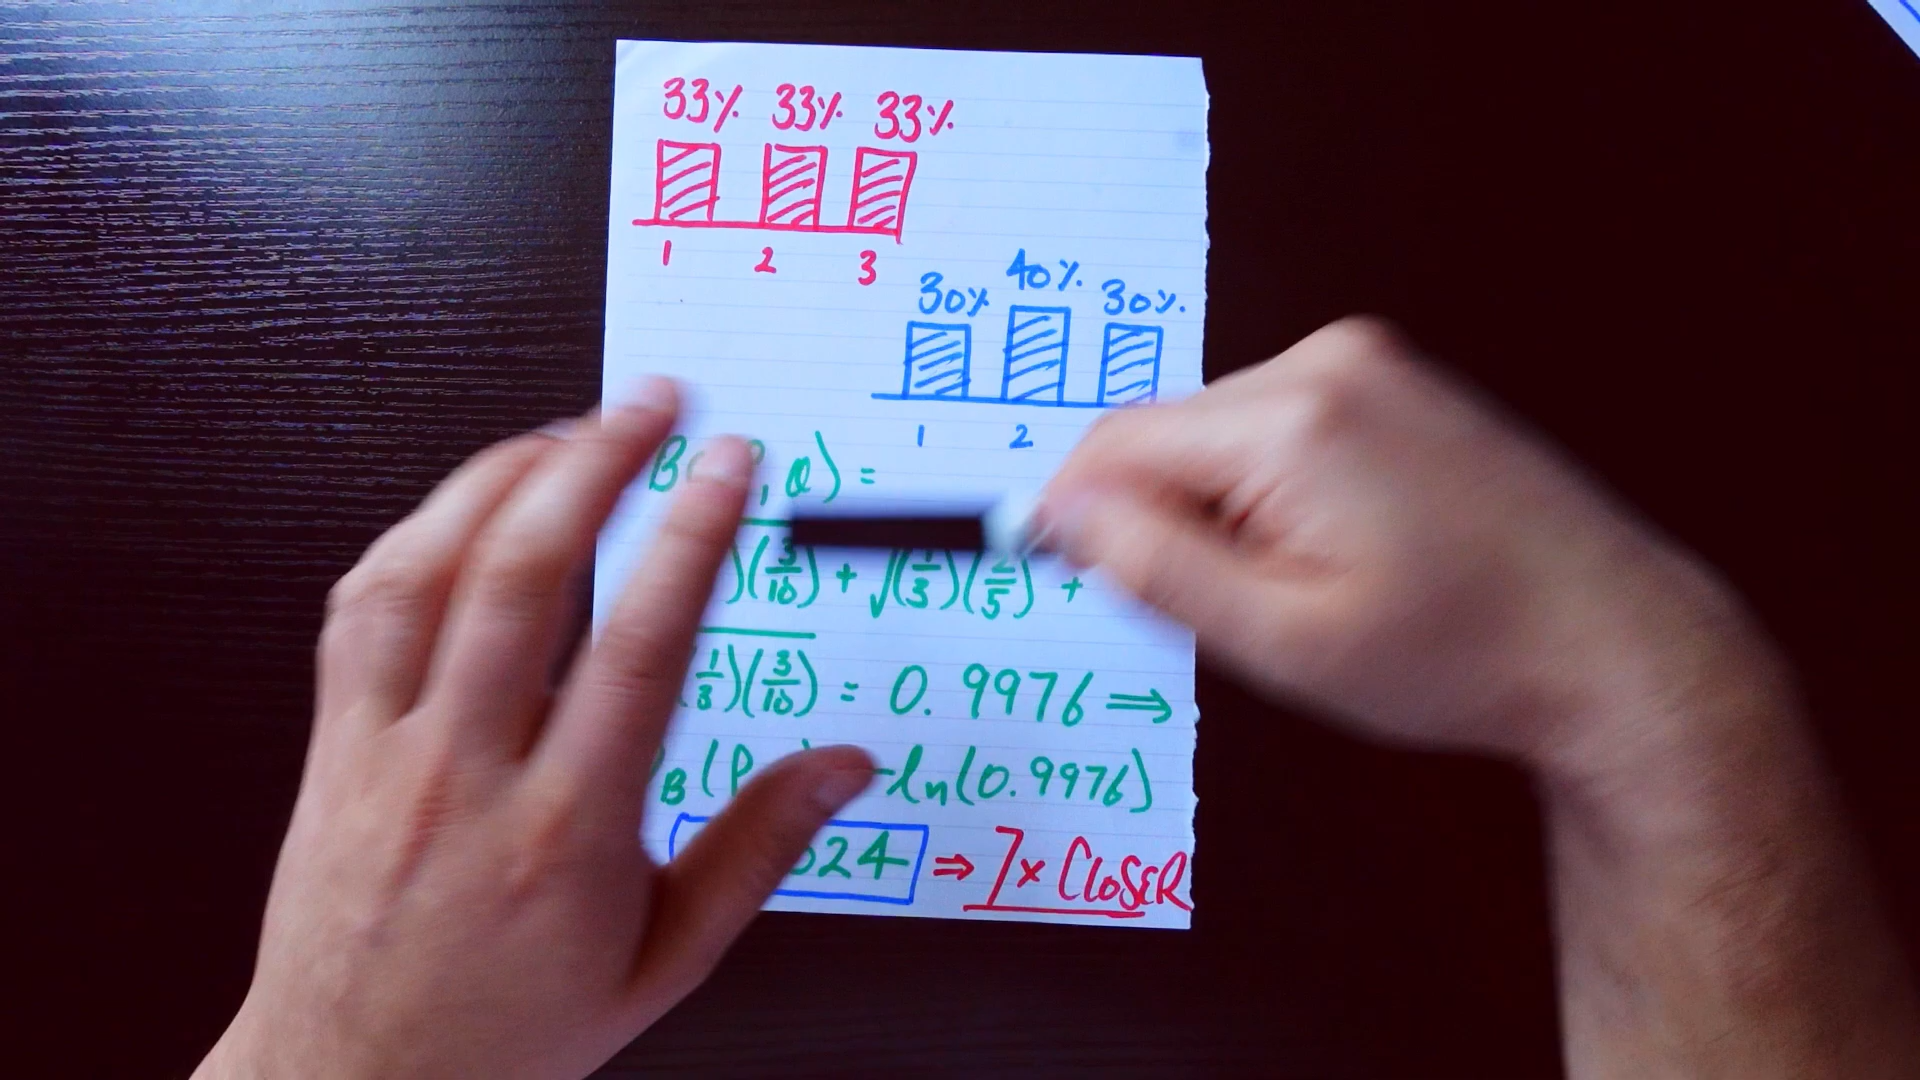 33% 33% 33%
1 2 3
30% 40% 30%
1 2
B , Q) =
)(3/10) + √(1/3)(2/5) +
(1/3)(3/10) = 0.9976 ⇒
B(P -ln(0.9976)
24 ⇒ 7x CLOSER